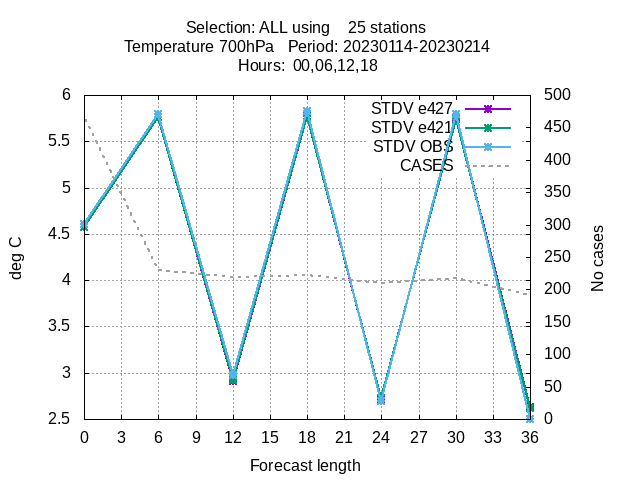 Selection: ALL using    25 stations
Temperature 700hPa   Period: 20230114-20230214
Hours:  00,06,12,18
6
5.5
5
4.5
4
3.5
3
2.5
500
450
400
350
300
250
200
150
100
50
0
STDV e427
STDV e421
STDV OBS
CASES
deg C
No cases
0 3 6 9 12 15 18 21 24 27 30 33 36
Forecast length